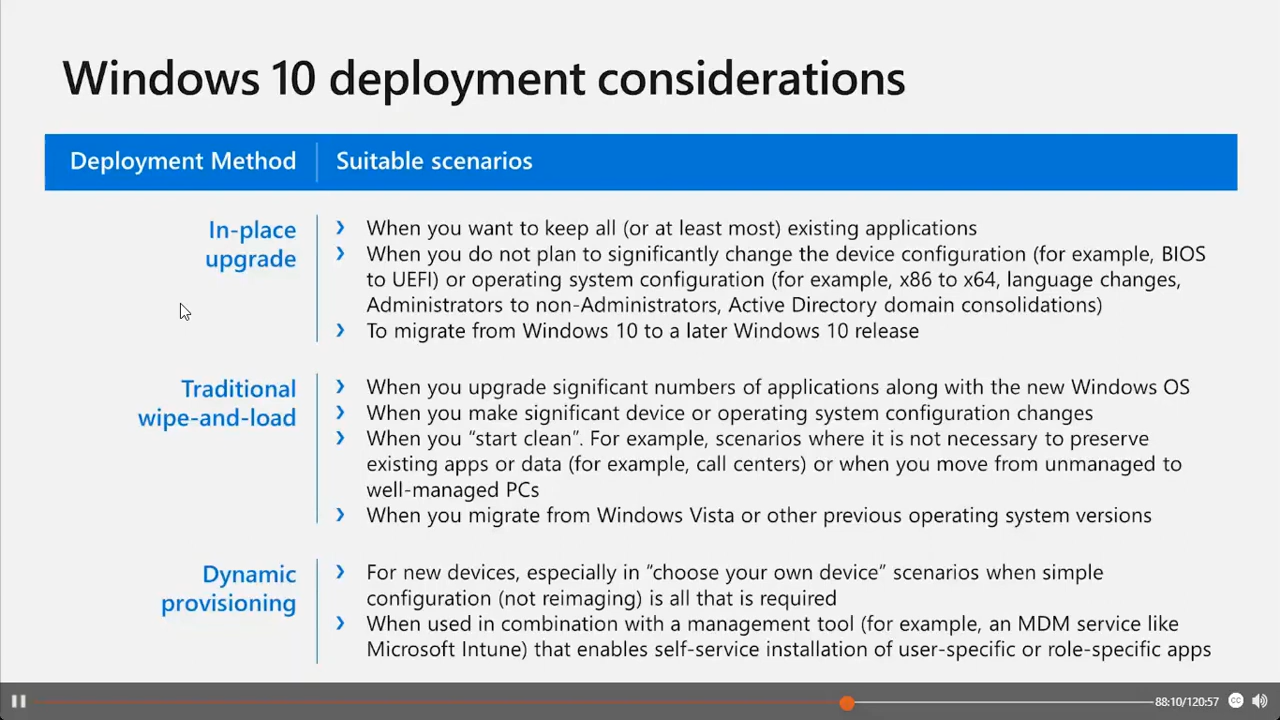 Windows 10 deployment considerations
Deployment Method
Suitable scenarios
In-place
upgrade
When you want to keep all (or at least most) existing applications
When you do not plan to significantly change the device configuration (for example, BIOS
to UEFI) or operating system configuration (for example, x86 to x64, language changes,
Administrators to non-Administrators, Active Directory domain consolidations)
To migrate from Windows 10 to a later Windows 10 release
Traditional
wipe-and-load
When you upgrade significant numbers of applications along with the new Windows OS
When you make significant device or operating system configuration changes
When you “start clean”. For example, scenarios where it is not necessary to preserve
existing apps or data (for example, call centers) or when you move from unmanaged to
well-managed PCs
When you migrate from Windows Vista or other previous operating system versions
Dynamic
provisioning
For new devices, especially in “choose your own device” scenarios when simple
configuration (not reimaging) is all that is required
When used in combination with a management tool (for example, an MDM service like
Microsoft Intune) that enables self-service installation of user-specific or role-specific apps
88:10/120:57
CC